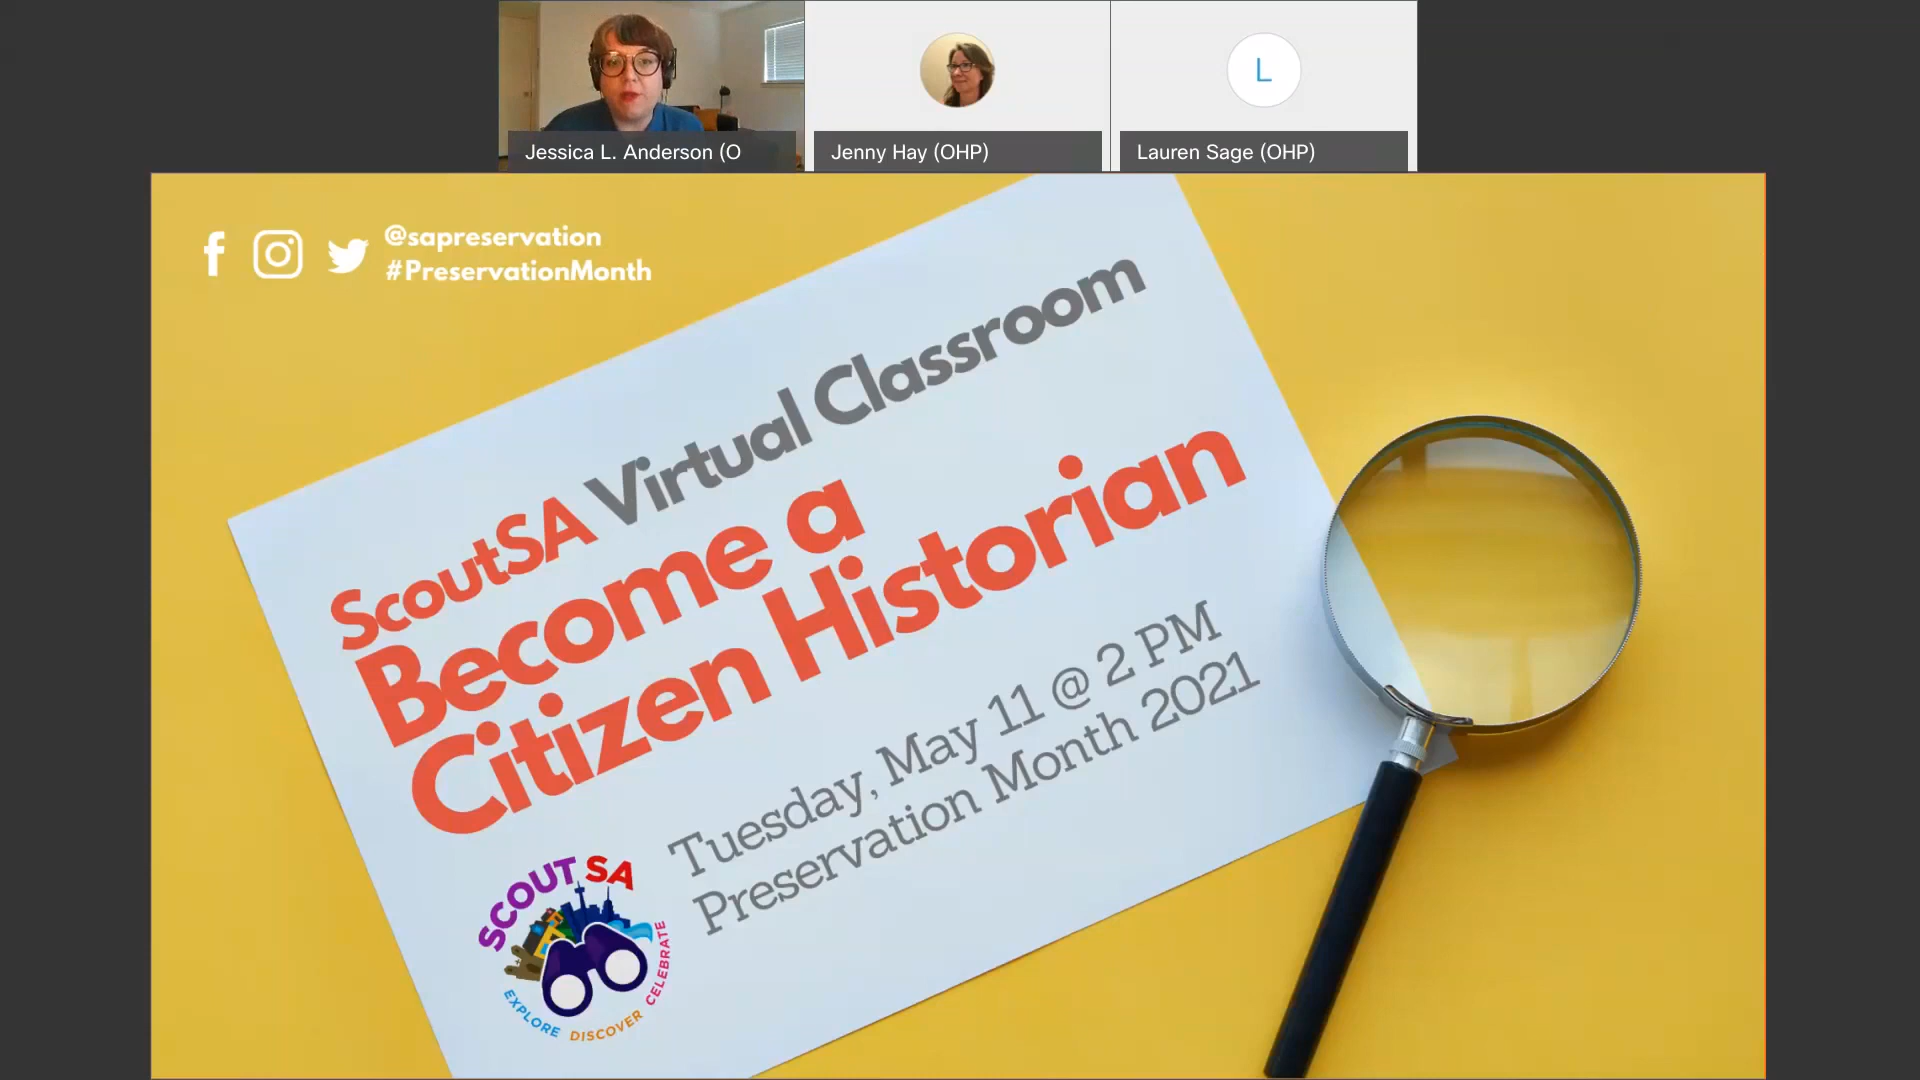 Jessica L. Anderson (O
Jenny Hay (OHP)
L
Lauren Sage (OHP)
@sapreservation
#PreservationMonth
ScoutSA Virtual Classroom
Become a
Citizen Historian
Tuesday, May 11 @ 2 PM
Preservation Month 2021
SCOUT SA
EXPLORE DISCOVER CELEBRATE